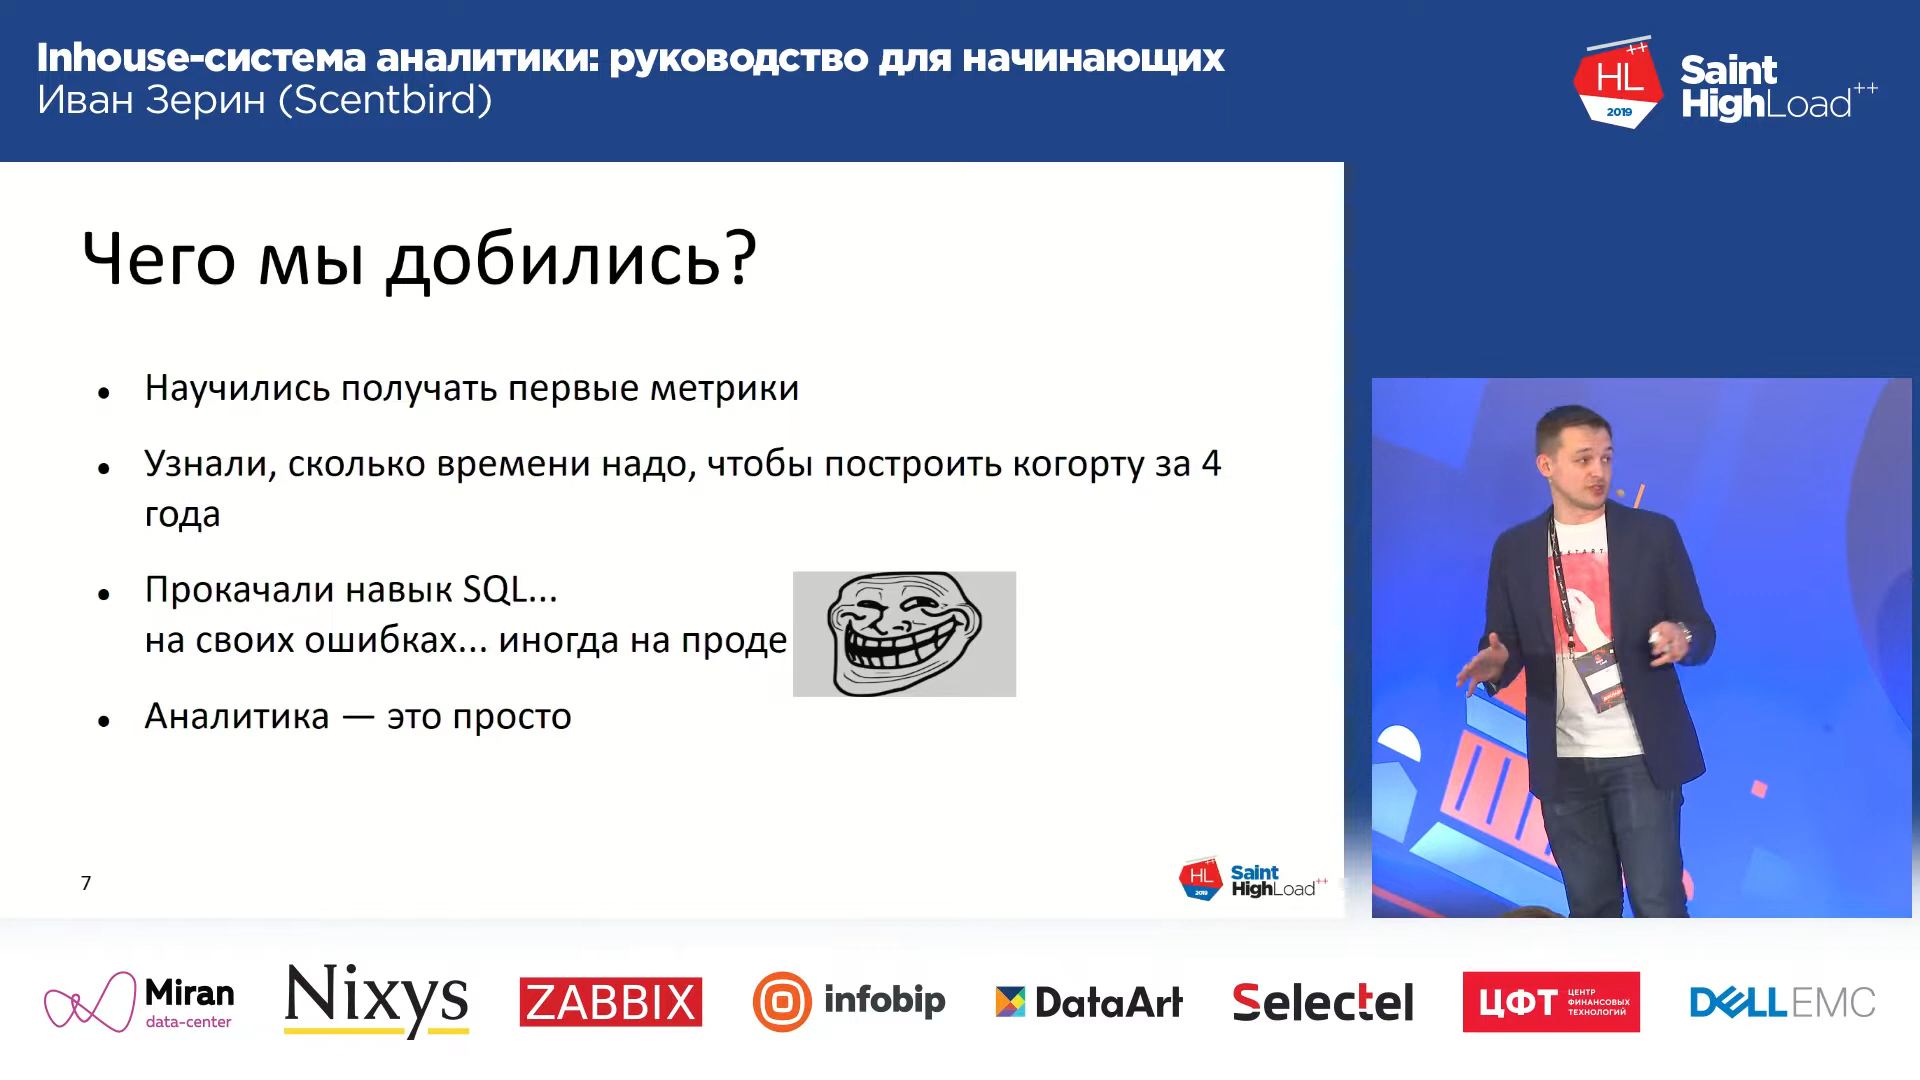 Inhouse-система аналитики: руководство для начинающих
Иван Зерин (Scentbird)
HL ++
2019
Saint
HighLoad++
Чего мы добились?
• Научились получать первые метрики
• Узнали, сколько времени надо, чтобы построить когорту за 4
года
• Прокачали навык SQL...
на своих ошибках... иногда на проде
• Аналитика — это просто
7
HL ++
2019
Saint
HighLoad++
Miran
data-center
Nixys
ZABBIX
infobip
DataArt
Selectel
ЦФТ
ЦЕНТР
ФИНАНСОВЫХ
ТЕХНОЛОГИЙ
DELLEMC